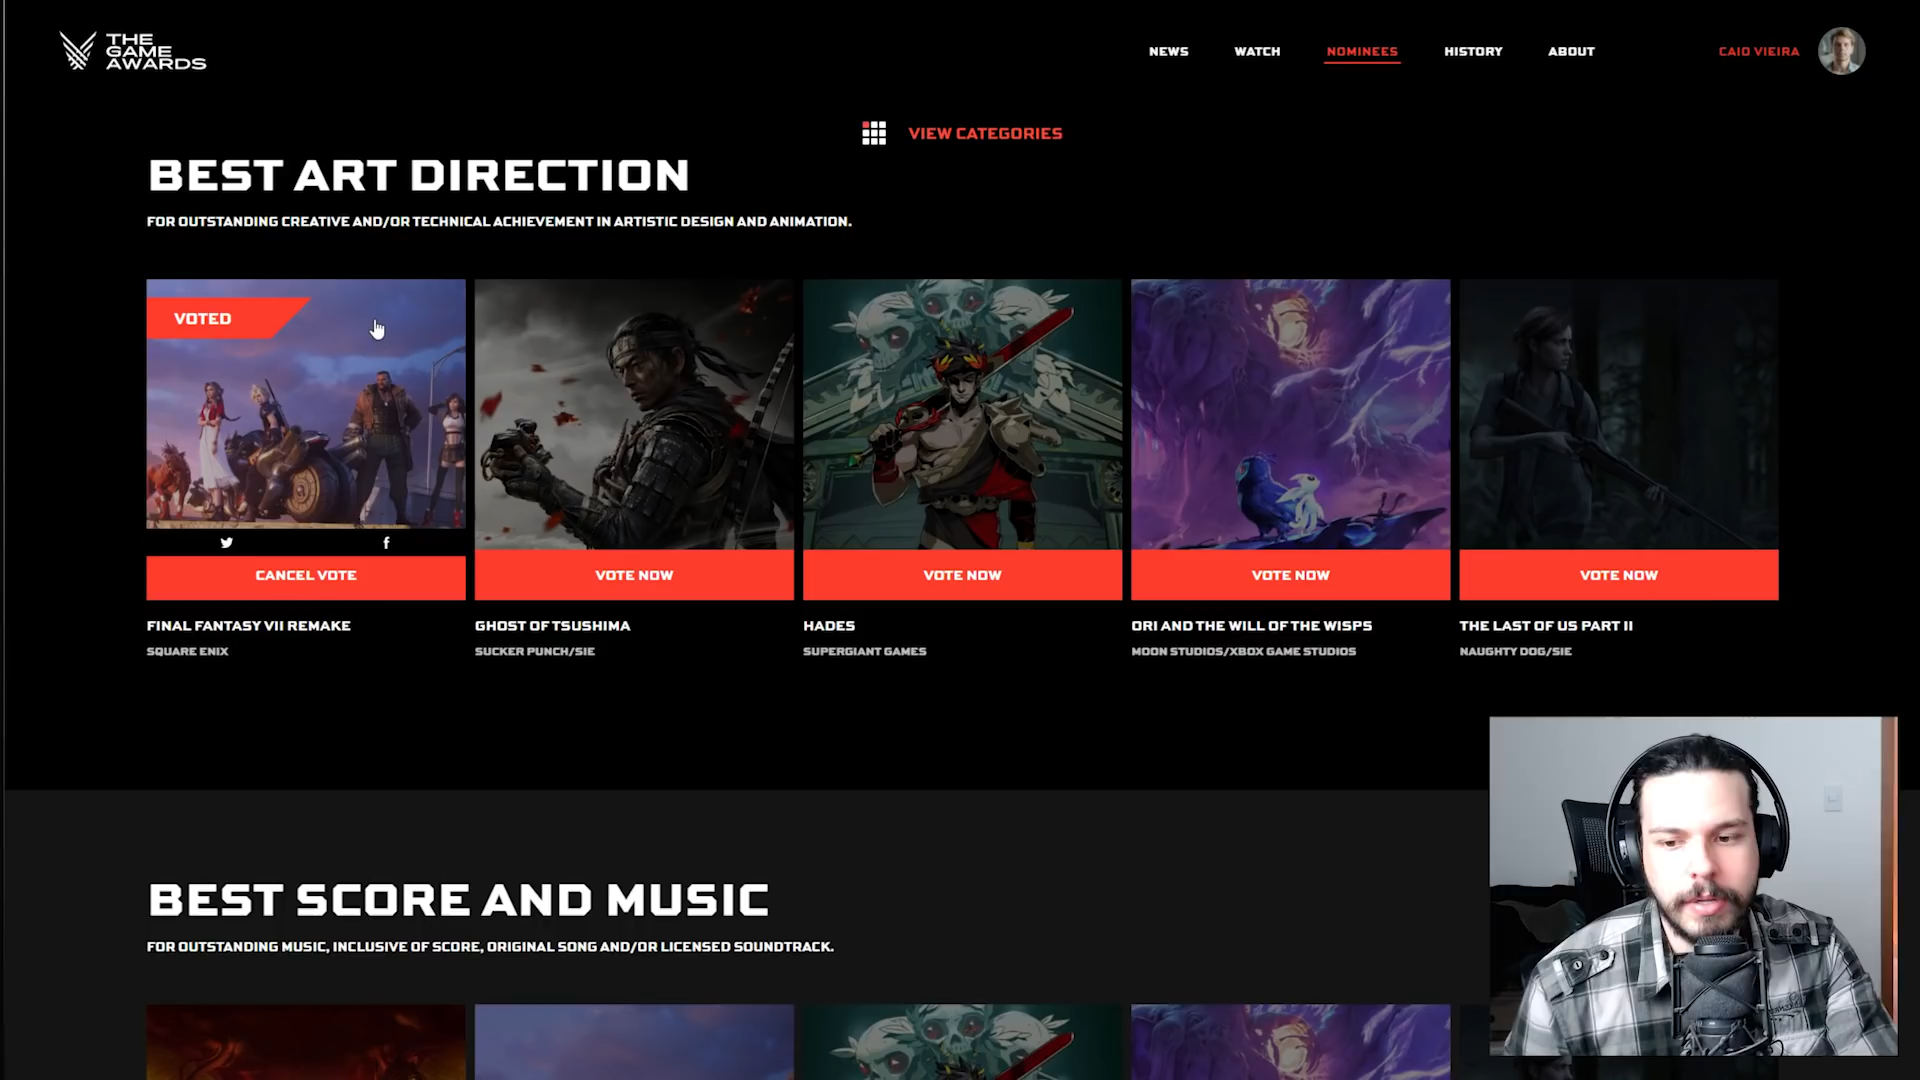 THE
GAME
AWARDS
NEWS
WATCH
NOMINEES
HISTORY
ABOUT
CAIO VIEIRA
VIEW CATEGORIES
BEST ART DIRECTION
FOR OUTSTANDING CREATIVE AND/OR TECHNICAL ACHIEVEMENT IN ARTISTIC DESIGN AND ANIMATION.
VOTED
CANCEL VOTE
VOTE NOW
VOTE NOW
VOTE NOW
VOTE NOW
FINAL FANTASY VII REMAKE
SQUARE ENIX
GHOST OF TSUSHIMA
SUCKER PUNCH/SIE
HADES
SUPERGIANT GAMES
ORI AND THE WILL OF THE WISPS
MOON STUDIOS/XBOX GAME STUDIOS
THE LAST OF US PART II
NAUGHTY DOG/SIE
BEST SCORE AND MUSIC
FOR OUTSTANDING MUSIC, INCLUSIVE OF SCORE, ORIGINAL SONG AND/OR LICENSED SOUNDTRACK.